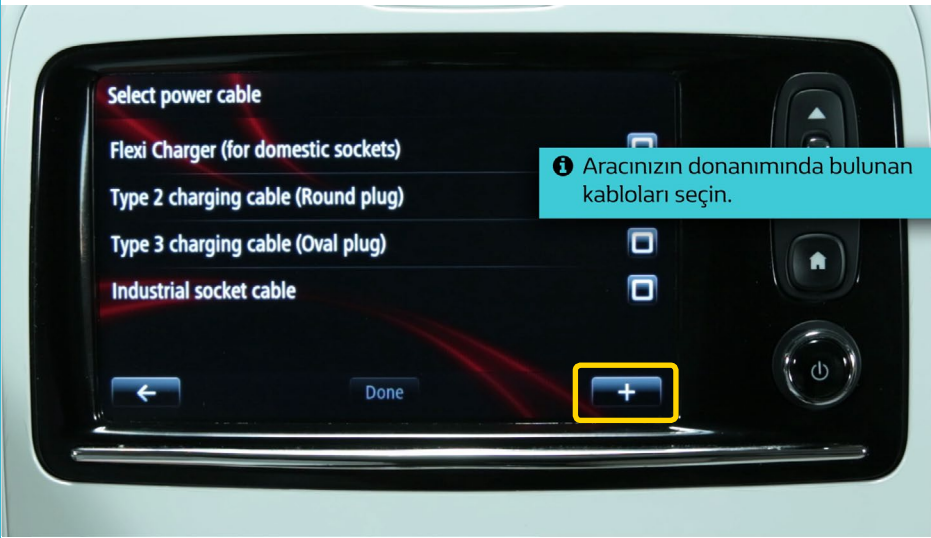 Select power cable
Flexi Charger (for domestic sockets)
Type 2 charging cable (Round plug)
Type 3 charging cable (Oval plug)
Industrial socket cable
Done
Aracınızın donanımında bulunan
kabloları seçin.